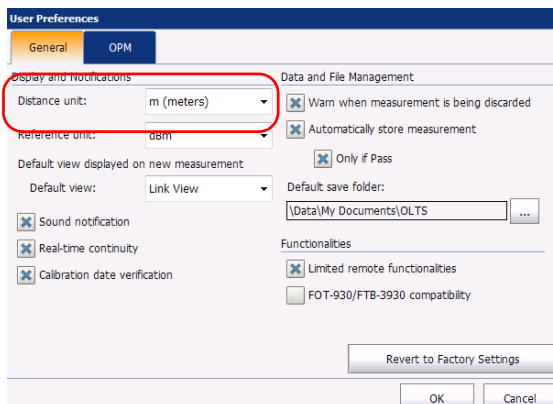 User Preferences
General OPM
Display and Notifications
Distance unit: m (meters)
Reference unit: dBm
Default view displayed on new measurement
Default view: Link View
Sound notification
Real-time continuity
Calibration date verification
Data and File Management
Warn when measurement is being discarded
Automatically store measurement
Only if Pass
Default save folder:
\Data\My Documents\OLTS ...
Functionalities
Limited remote functionalities
FOT-930/FTB-3930 compatibility
Revert to Factory Settings
OK Cancel